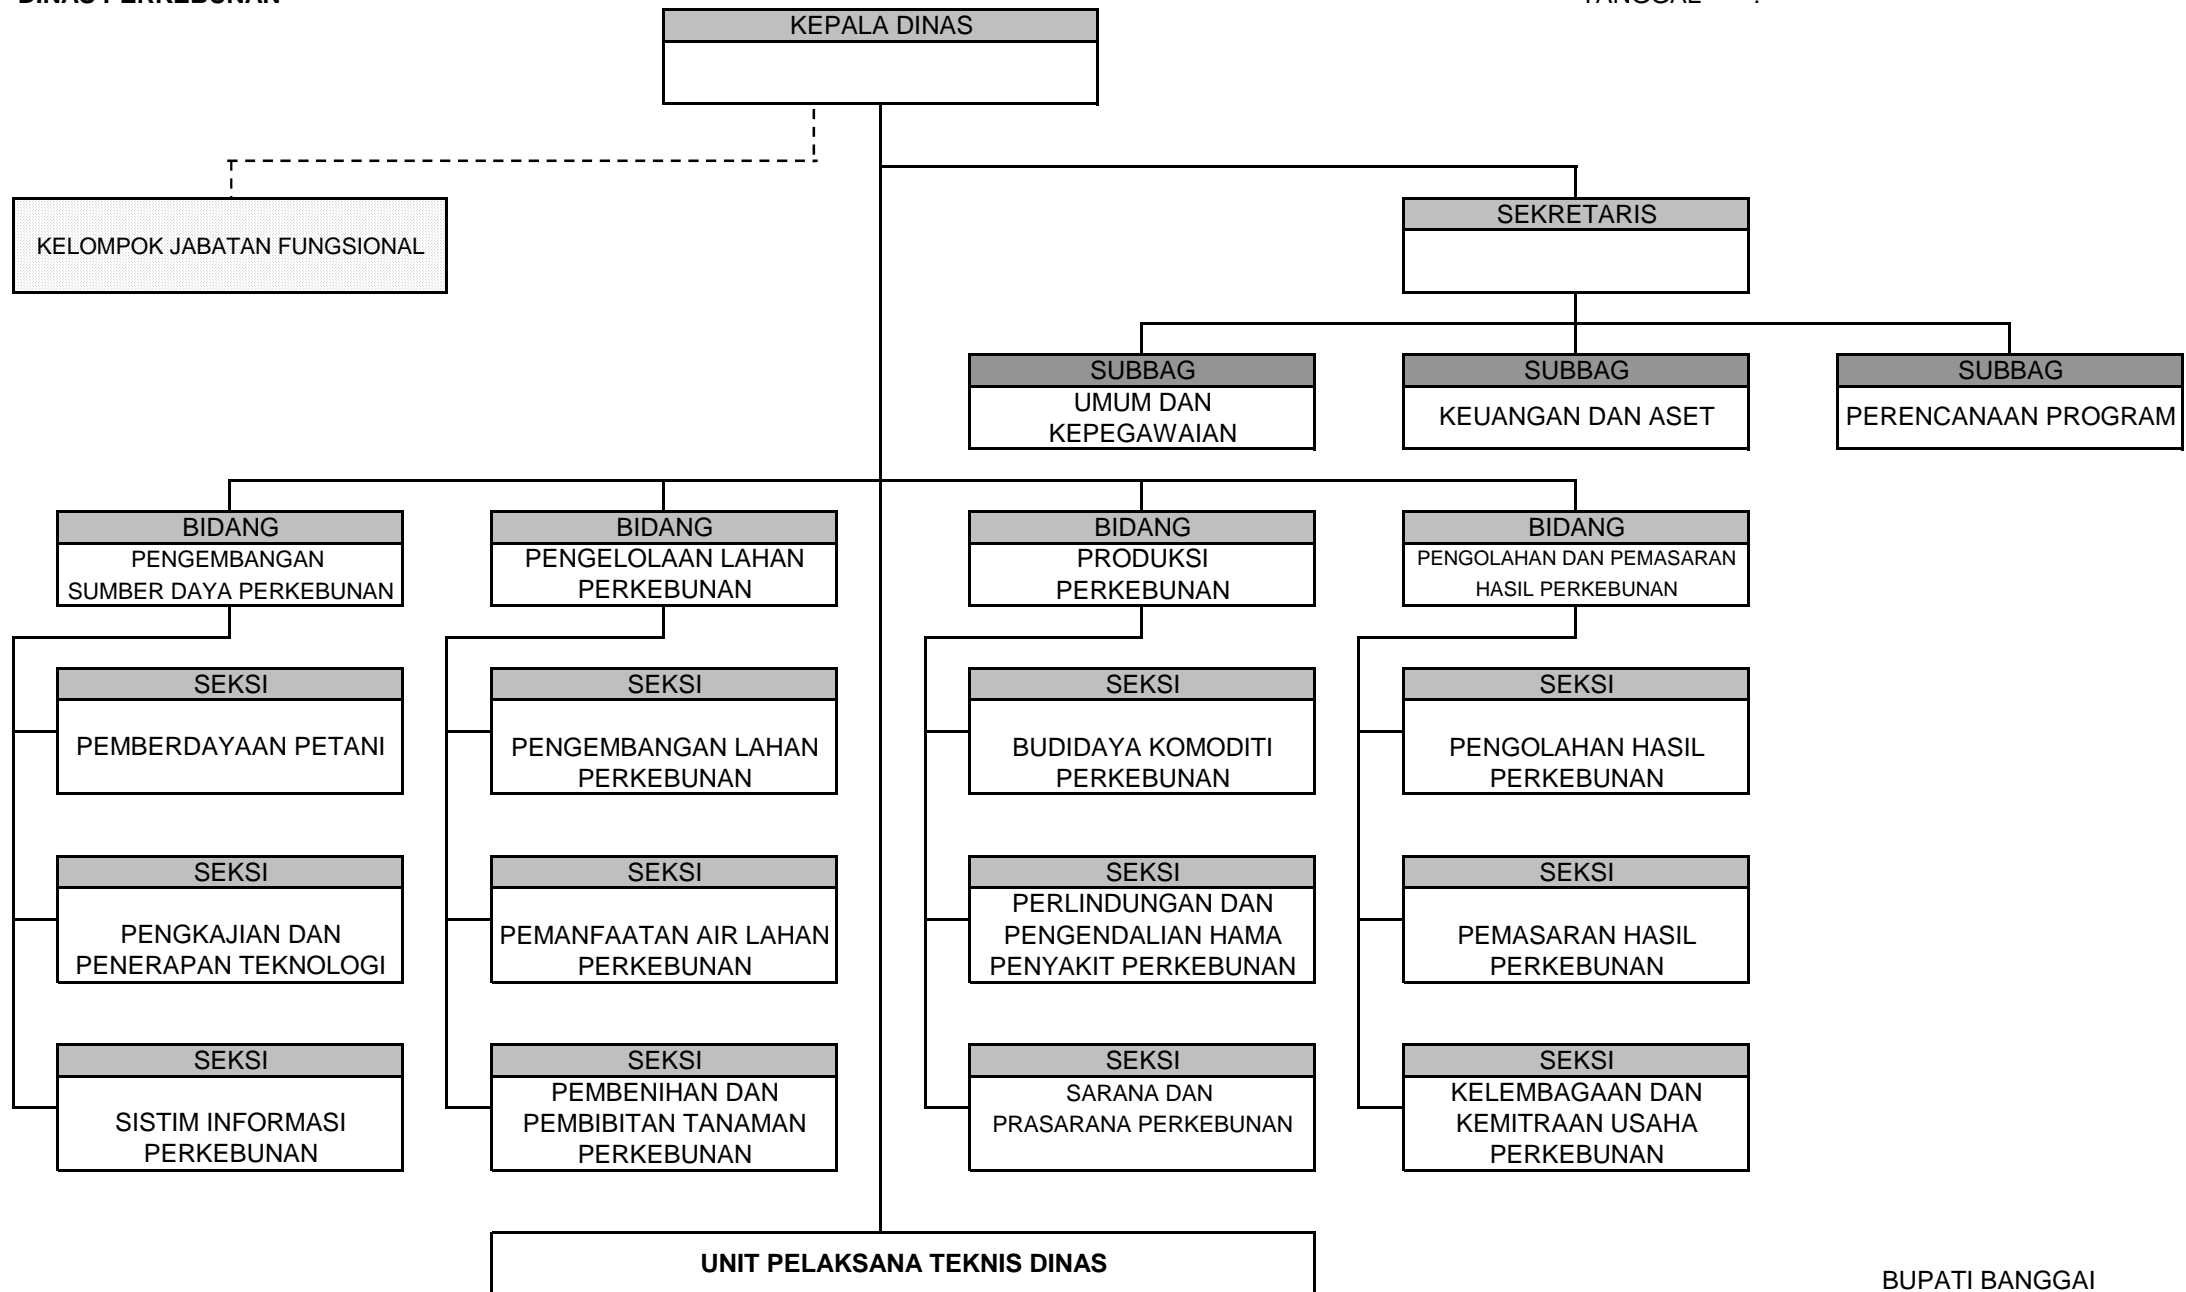 DINAS PERKEBUNAN
TANGGAL :
KEPALA DINAS
KELOMPOK JABATAN FUNGSIONAL
SEKRETARIS
SUBBAG
UMUM DAN
KEPEGAWAIAN
SUBBAG
KEUANGAN DAN ASET
SUBBAG
PERENCANAAN PROGRAM
BIDANG
PENGEMBANGAN
SUMBER DAYA PERKEBUNAN
BIDANG
PENGELOLAAN LAHAN
PERKEBUNAN
BIDANG
PRODUKSI
PERKEBUNAN
BIDANG
PENGOLAHAN DAN PEMASARAN
HASIL PERKEBUNAN
SEKSI
PEMBERDAYAAN PETANI
SEKSI
PENGEMBANGAN LAHAN
PERKEBUNAN
SEKSI
BUDIDAYA KOMODITI
PERKEBUNAN
SEKSI
PENGOLAHAN HASIL
PERKEBUNAN
SEKSI
PENGKAJIAN DAN
PENERAPAN TEKNOLOGI
SEKSI
PEMANFAATAN AIR LAHAN
PERKEBUNAN
SEKSI
PERLINDUNGAN DAN
PENGENDALIAN HAMA
PENYAKIT PERKEBUNAN
SEKSI
PEMASARAN HASIL
PERKEBUNAN
SEKSI
SISTIM INFORMASI
PERKEBUNAN
SEKSI
PEMBENIHAN DAN
PEMBIBITAN TANAMAN
PERKEBUNAN
SEKSI
SARANA DAN
PRASARANA PERKEBUNAN
SEKSI
KELEMBAGAAN DAN
KEMITRAAN USAHA
PERKEBUNAN
UNIT PELAKSANA TEKNIS DINAS
BUPATI BANGGAI